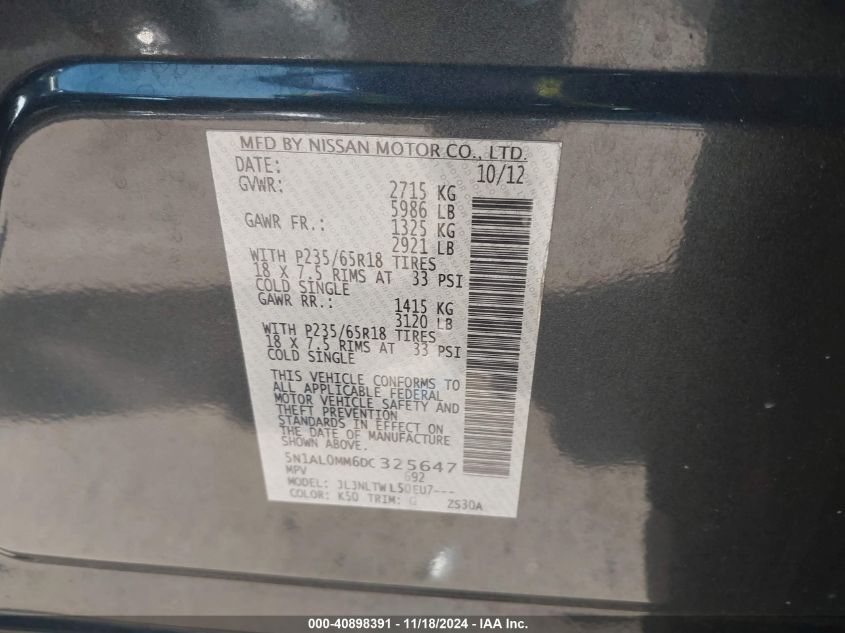 MFD BY NISSAN MOTOR CO., LTD.
DATE: 10/12
GVWR: 2715 KG
5986 LB
GAWR FR.: 1325 KG
2921 LB
WITH P235/65R18 TIRES
18 X 7.5 RIMS AT 33 PSI
COLD SINGLE
GAWR RR.: 1415 KG
3120 LB
WITH P235/65R18 TIRES
18 X 7.5 RIMS AT 33 PSI
COLD SINGLE
THIS VEHICLE CONFORMS TO
ALL APPLICABLE FEDERAL
MOTOR VEHICLE SAFETY AND
THEFT PREVENTION
STANDARDS IN EFFECT ON
THE DATE OF MANUFACTURE
SHOWN ABOVE
5N1AL0MM6DC 325647
MPV 692
MODEL: JL3NLTWL50EU7---
COLOR: K50 TRIM: G ZS30A
000-40898391 - 11/18/2024 - IAA Inc.